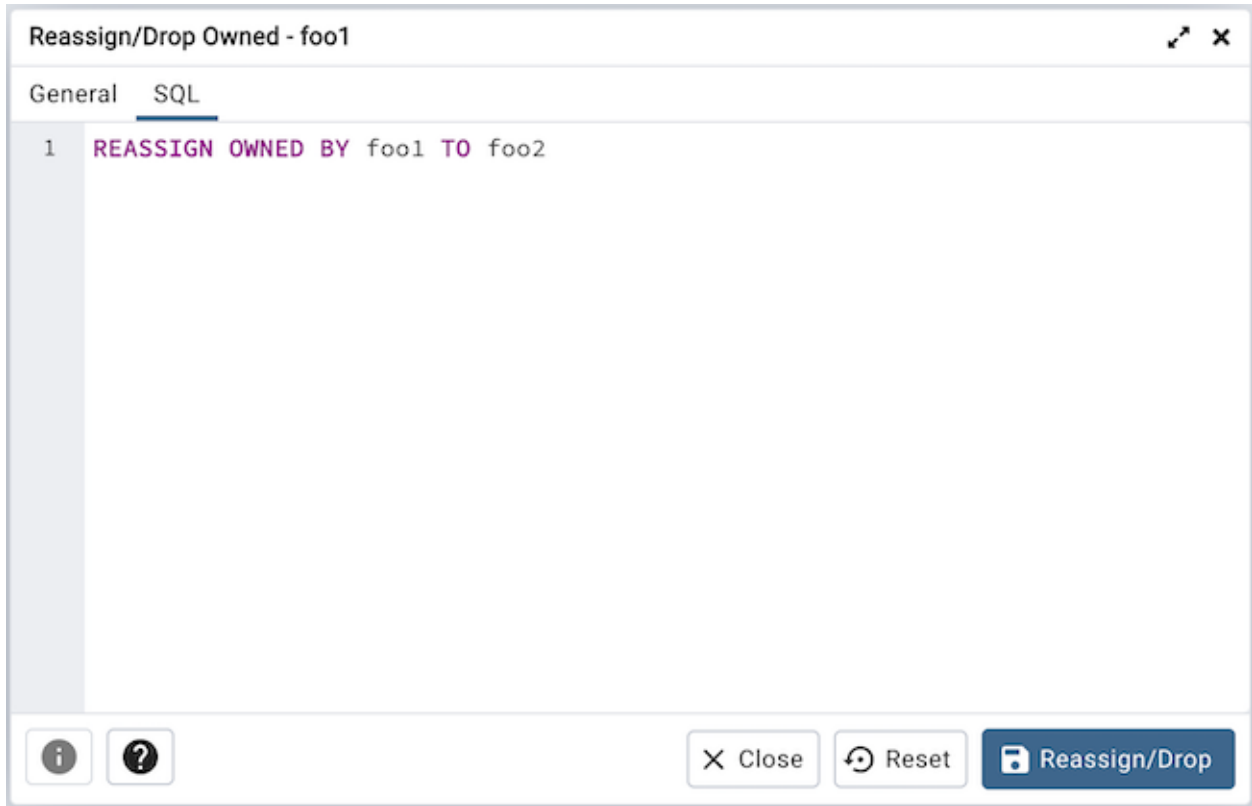 Reassign/Drop Owned - foo1
General SQL
1 REASSIGN OWNED BY foo1 TO foo2
Close Reset Reassign/Drop